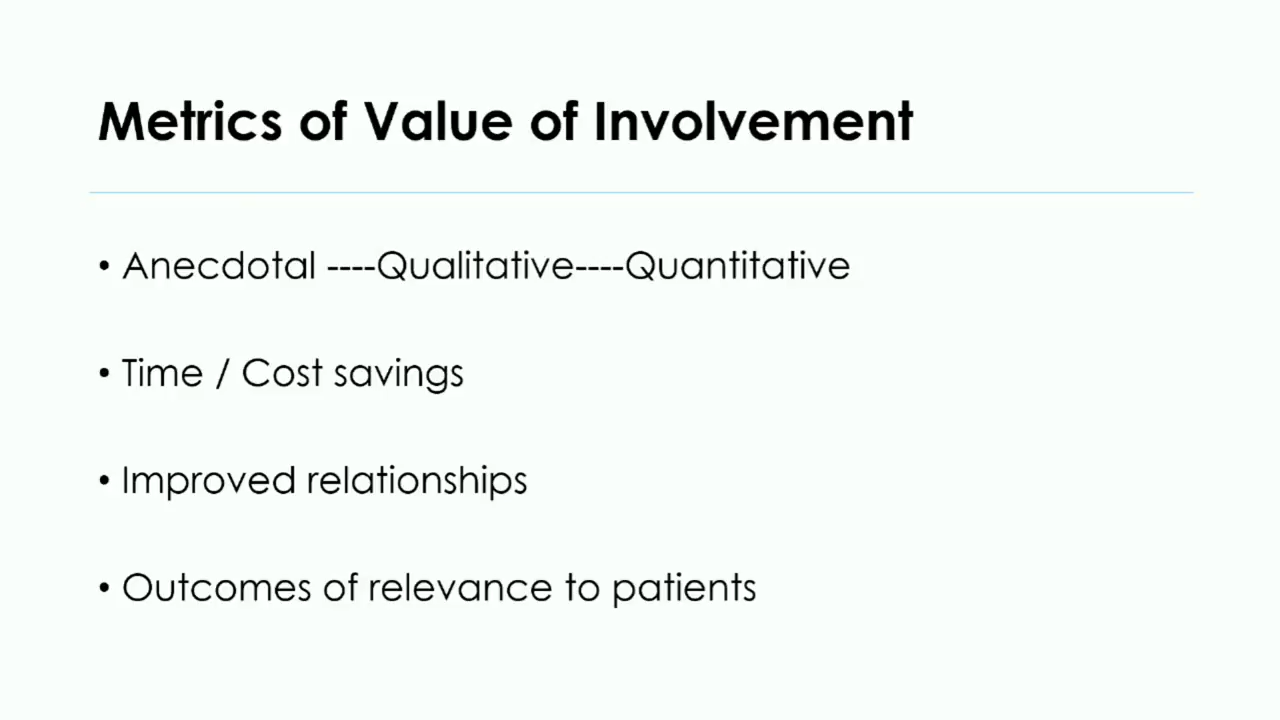 Metrics of Value of Involvement
• Anecdotal ----Qualitative----Quantitative
• Time / Cost savings
• Improved relationships
• Outcomes of relevance to patients